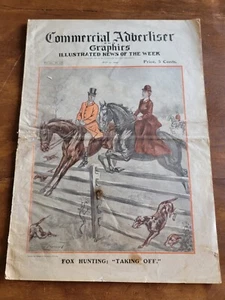 Commercial Advertiser
Graphics
ILLUSTRATED NEWS OF THE WEEK
Price, 5 Cents.
FOX HUNTING: "TAKING OFF."